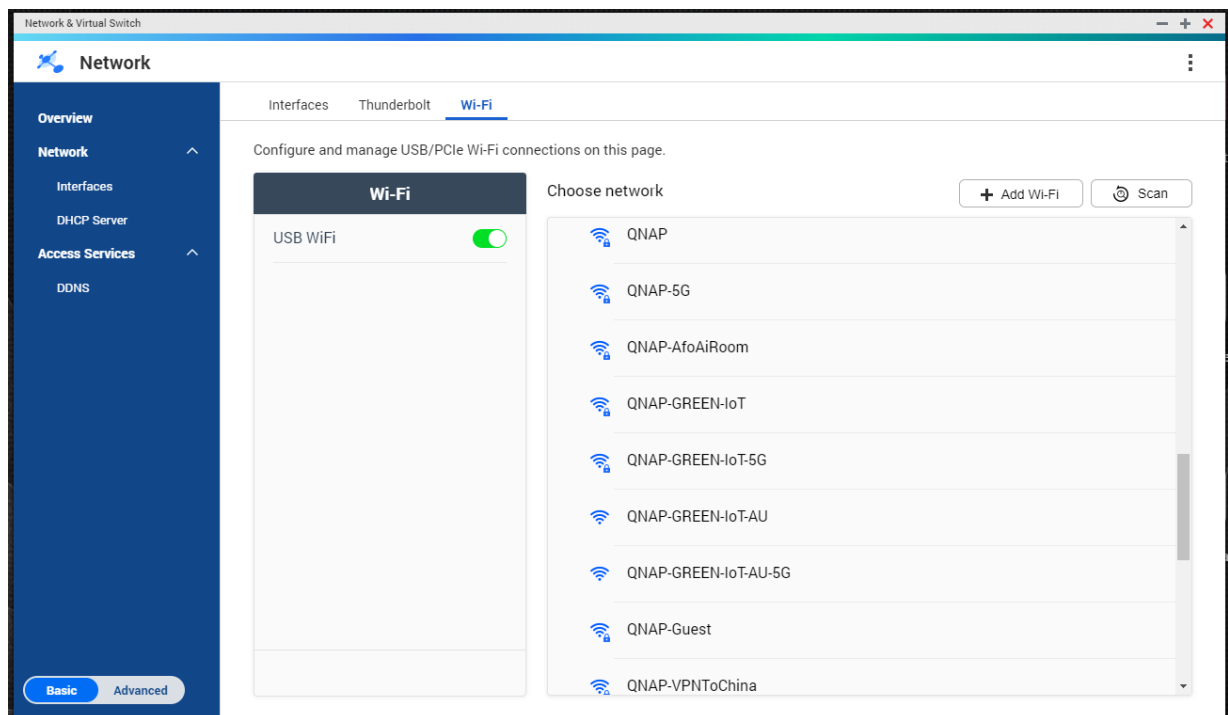 Network & Virtual Switch
Network
Overview
Network
Interfaces
DHCP Server
Access Services
DDNS
Basic
Advanced
Interfaces
Thunderbolt
Wi-Fi
Configure and manage USB/PCIe Wi-Fi connections on this page.
Wi-Fi
USB WiFi
Choose network
Add Wi-Fi
Scan
QNAP
QNAP-5G
QNAP-AfoAiRoom
QNAP-GREEN-IoT
QNAP-GREEN-IoT-5G
QNAP-GREEN-IoT-AU
QNAP-GREEN-IoT-AU-5G
QNAP-Guest
QNAP-VPNToChina